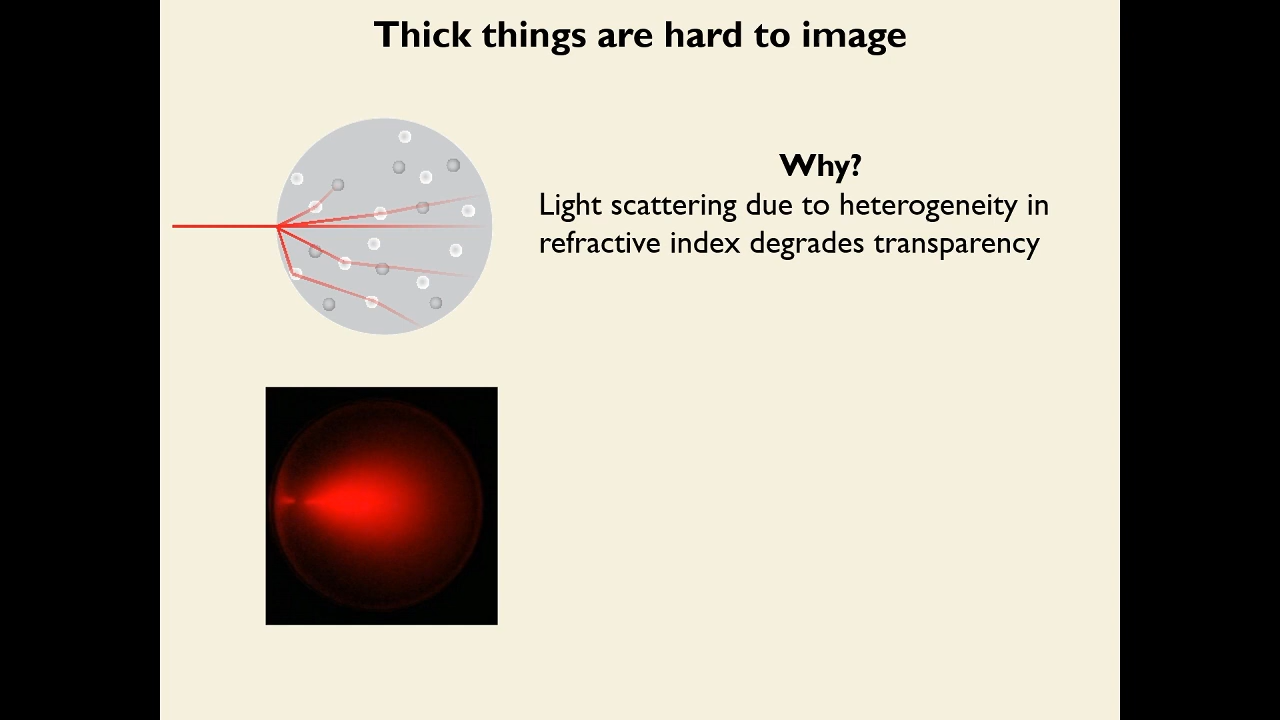 Thick things are hard to image
Why?
Light scattering due to heterogeneity in
refractive index degrades transparency